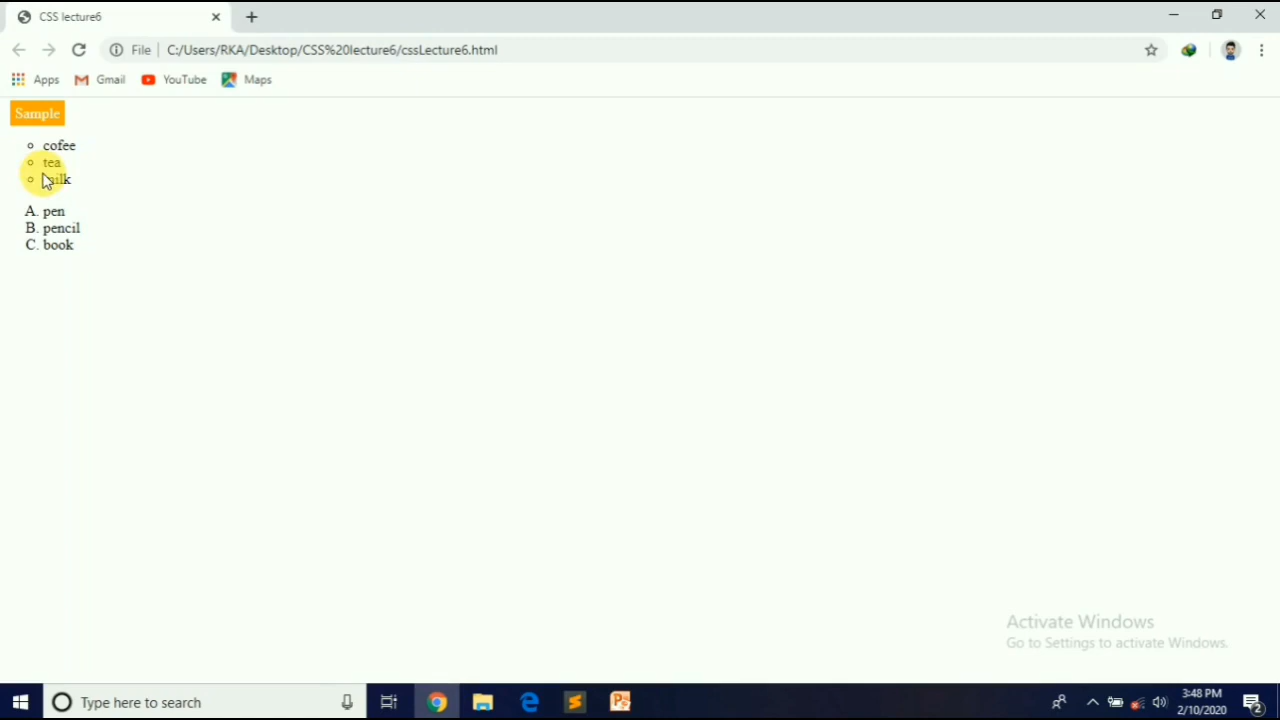 CSS lecture6
File C:/Users/RKA/Desktop/CSS%20lecture6/cssLecture6.html
Apps Gmail YouTube Maps
Sample
cofee
tea
milk
A. pen
B. pencil
C. book
Activate Windows
Go to Settings to activate Windows.
Type here to search
3:48 PM
2/10/2020
2